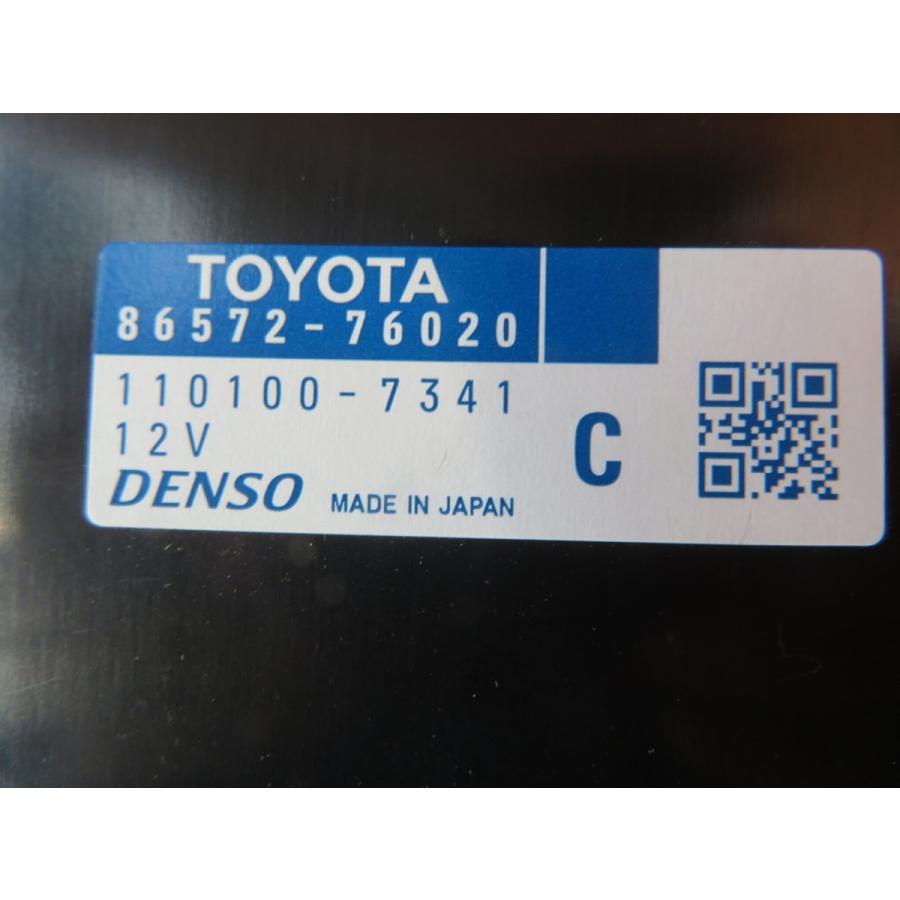 TOYOTA
86572-76020
110100-7341
12V
C
DENSO MADE IN JAPAN